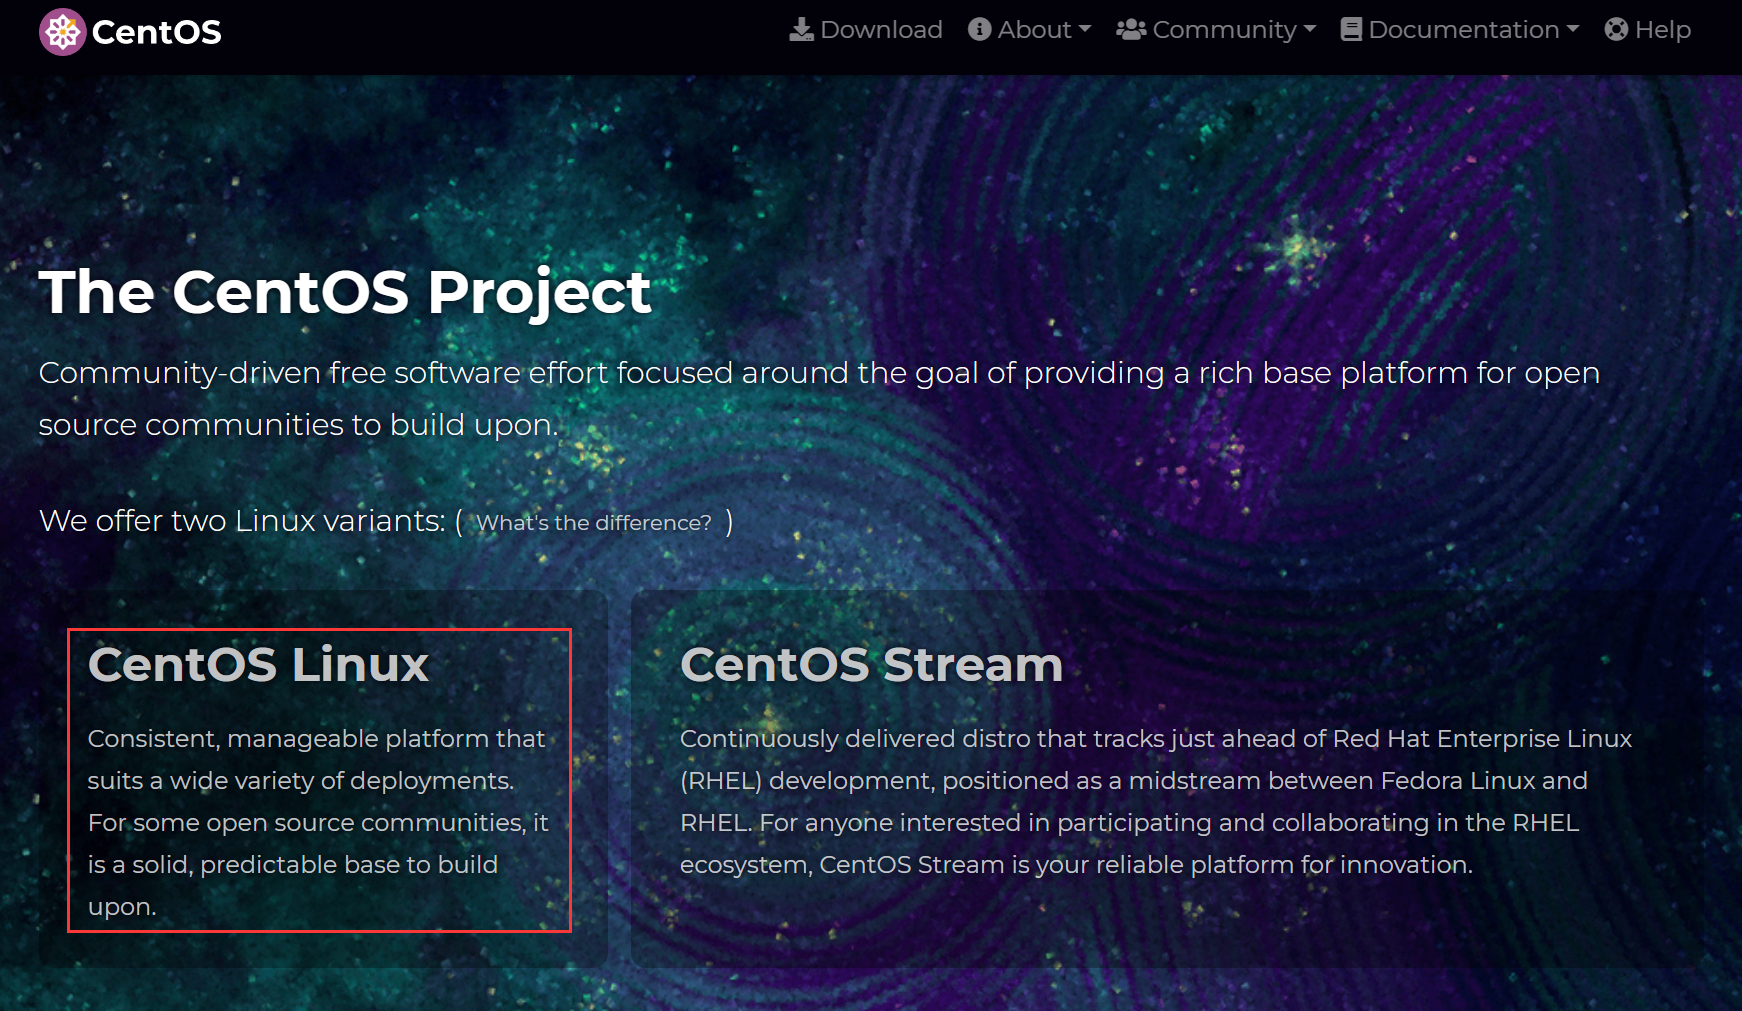 CentOS
Download About Community Documentation Help
The CentOS Project
Community-driven free software effort focused around the goal of providing a rich base platform for open
source communities to build upon.
We offer two Linux variants: ( What's the difference? )
CentOS Linux
Consistent, manageable platform that
suits a wide variety of deployments.
For some open source communities, it
is a solid, predictable base to build
upon.
CentOS Stream
Continuously delivered distro that tracks just ahead of Red Hat Enterprise Linux
(RHEL) development, positioned as a midstream between Fedora Linux and
RHEL. For anyone interested in participating and collaborating in the RHEL
ecosystem, CentOS Stream is your reliable platform for innovation.